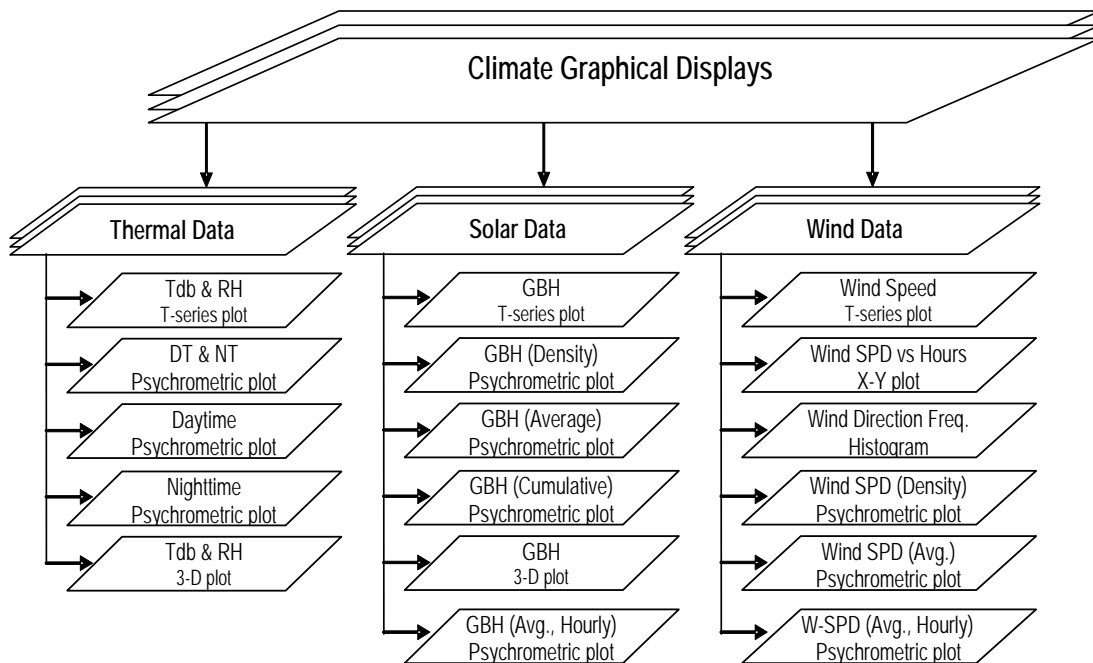 Climate Graphical Displays
Thermal Data
Tdb & RH
T-series plot
DT & NT
Psychrometric plot
Daytime
Psychrometric plot
Nighttime
Psychrometric plot
Tdb & RH
3-D plot
Solar Data
GBH
T-series plot
GBH (Density)
Psychrometric plot
GBH (Average)
Psychrometric plot
GBH (Cumulative)
Psychrometric plot
GBH
3-D plot
GBH (Avg., Hourly)
Psychrometric plot
Wind Data
Wind Speed
T-series plot
Wind SPD vs Hours
X-Y plot
Wind Direction Freq.
Histogram
Wind SPD (Density)
Psychrometric plot
Wind SPD (Avg.)
Psychrometric plot
W-SPD (Avg., Hourly)
Psychrometric plot